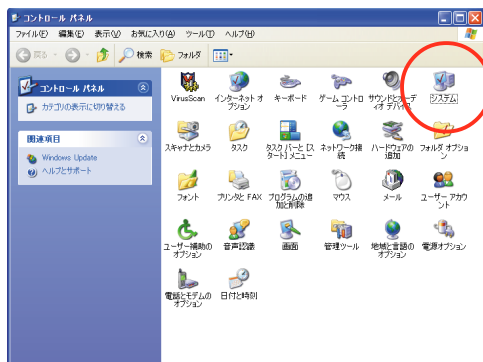 コントロール パネル
ファイル(F) 編集(E) 表示(V) お気に入り(A) ツール(T) ヘルプ(H)
戻る 検索 フォルダ
コントロール パネル
カテゴリの表示に切り替える
関連項目
Windows Update
ヘルプとサポート
VirusScan
インターネット オ
プション
キーボード
ゲーム コントロ
ーラ
サウンドとオーデ
ィオ デバイス
システム
スキャナとカメラ
タスク
タスク バーと [ス
タート] メニュー
ネットワーク接
続
ハードウェアの
追加
フォルダ オプショ
ン
フォント
プリンタと FAX
プログラムの追
加と削除
マウス
メール
ユーザー アカウ
ント
ユーザー補助の
オプション
音声認識
画面
管理ツール
地域と言語の
オプション
電源オプション
電話とモデムの
オプション
日付と時刻